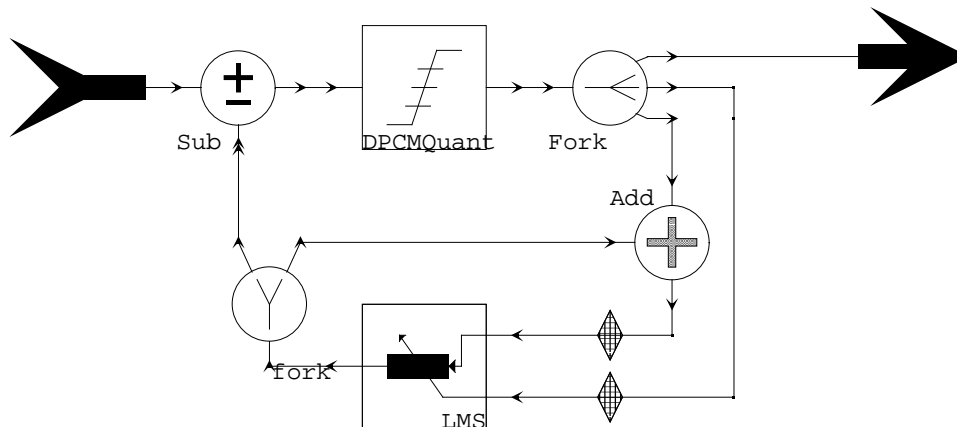 Sub
DPCMQuant
Fork
Add
fork
LMS